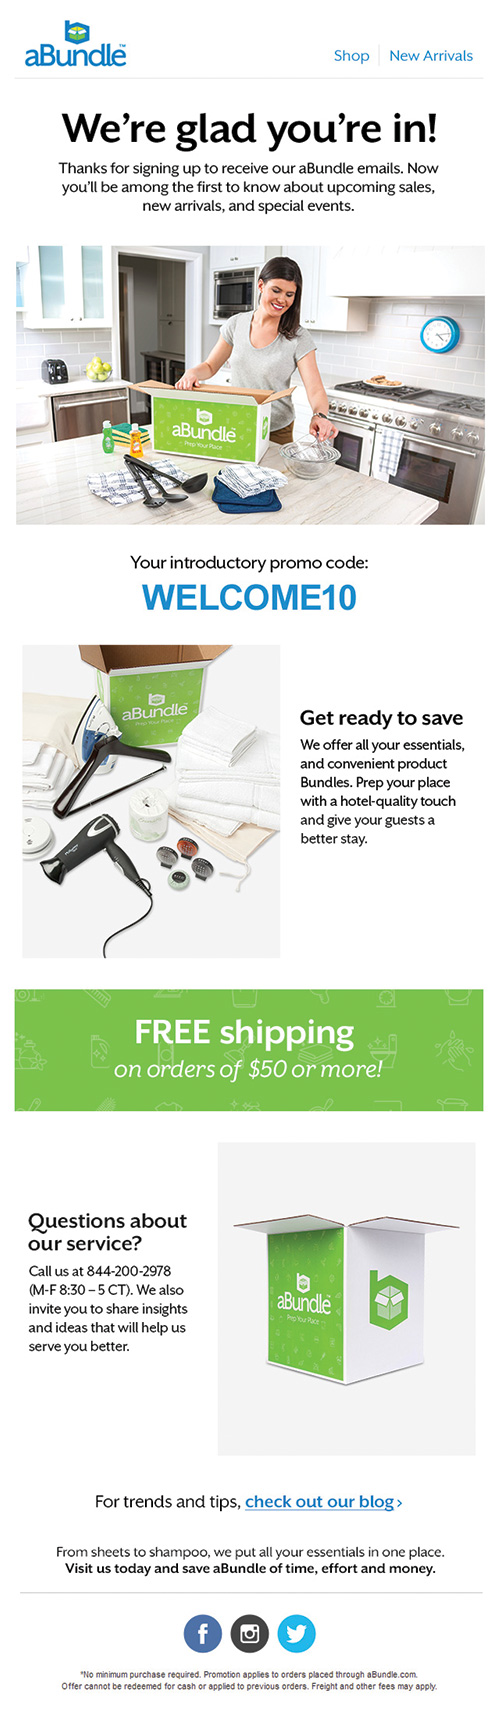 aBundle™
Shop
New Arrivals
We're glad you're in!
Thanks for signing up to receive our aBundle emails. Now
you'll be among the first to know about upcoming sales,
new arrivals, and special events.
aBundle
Prep Your Place
Your introductory promo code:
WELCOME10
aBundle
Prep Your Place
Get ready to save
We offer all your essentials,
and convenient product
Bundles. Prep your place
with a hotel-quality touch
and give your guests a
better stay.
FREE shipping
on orders of $50 or more!
Questions about
our service?
Call us at 844-200-2978
(M-F 8:30 – 5 CT). We also
invite you to share insights
and ideas that will help us
serve you better.
aBundle™
Prep Your Place
For trends and tips, check out our blog ›
From sheets to shampoo, we put all your essentials in one place.
Visit us today and save aBundle of time, effort and money.
*No minimum purchase required. Promotion applies to orders placed through aBundle.com.
Offer cannot be redeemed for cash or applied to previous orders. Freight and other fees may apply.